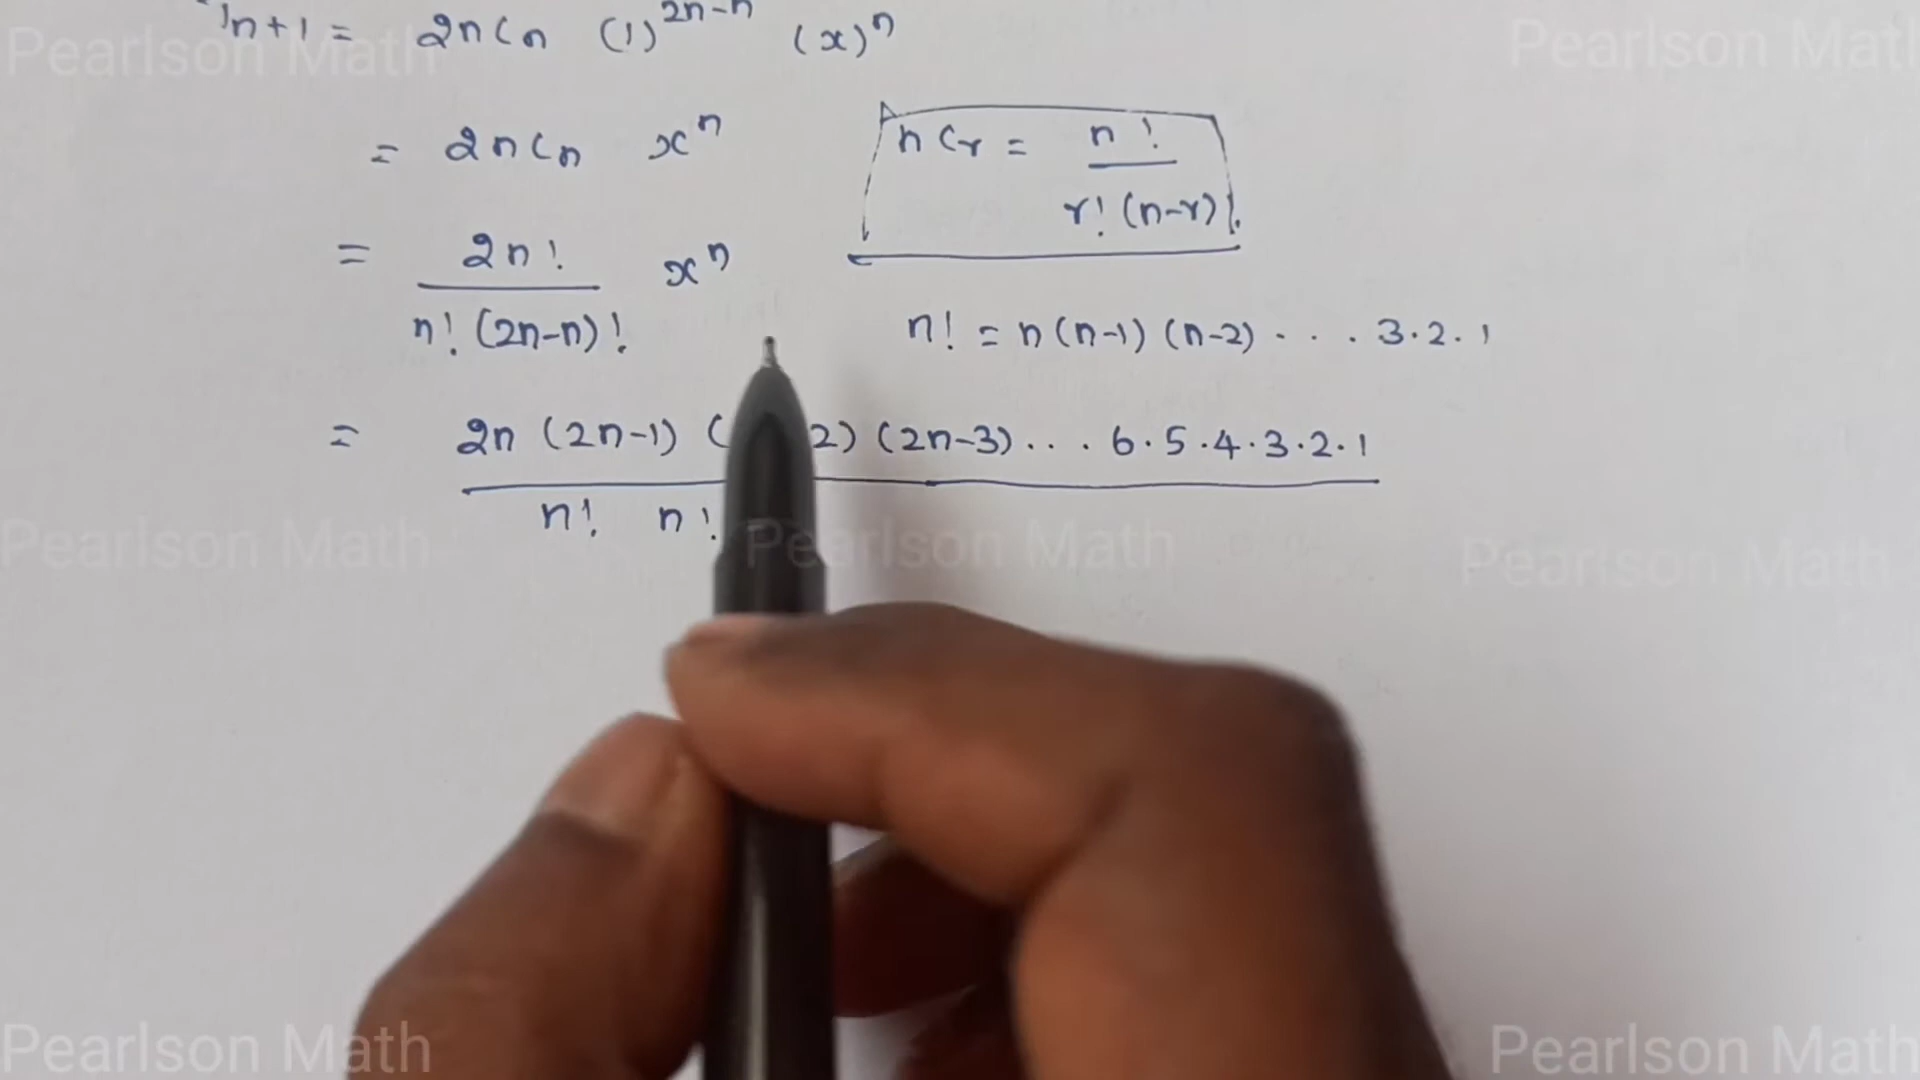 Tn+1 = 2nCn (1)^2n-n (x)^n
= 2nCn x^n
nCr = n! / r! (n-r)!
= 2n! / n! (2n-n)! x^n
n! = n (n-1) (n-2) . . . 3.2.1
= 2n (2n-1) ( 2) (2n-3) . . . 6.5.4.3.2.1
n! n!
Pearlson Math
Pearlson Math
Pearlson Math
Pearlson Math
Pearlson Math
Pearlson Math
Pearlson Math